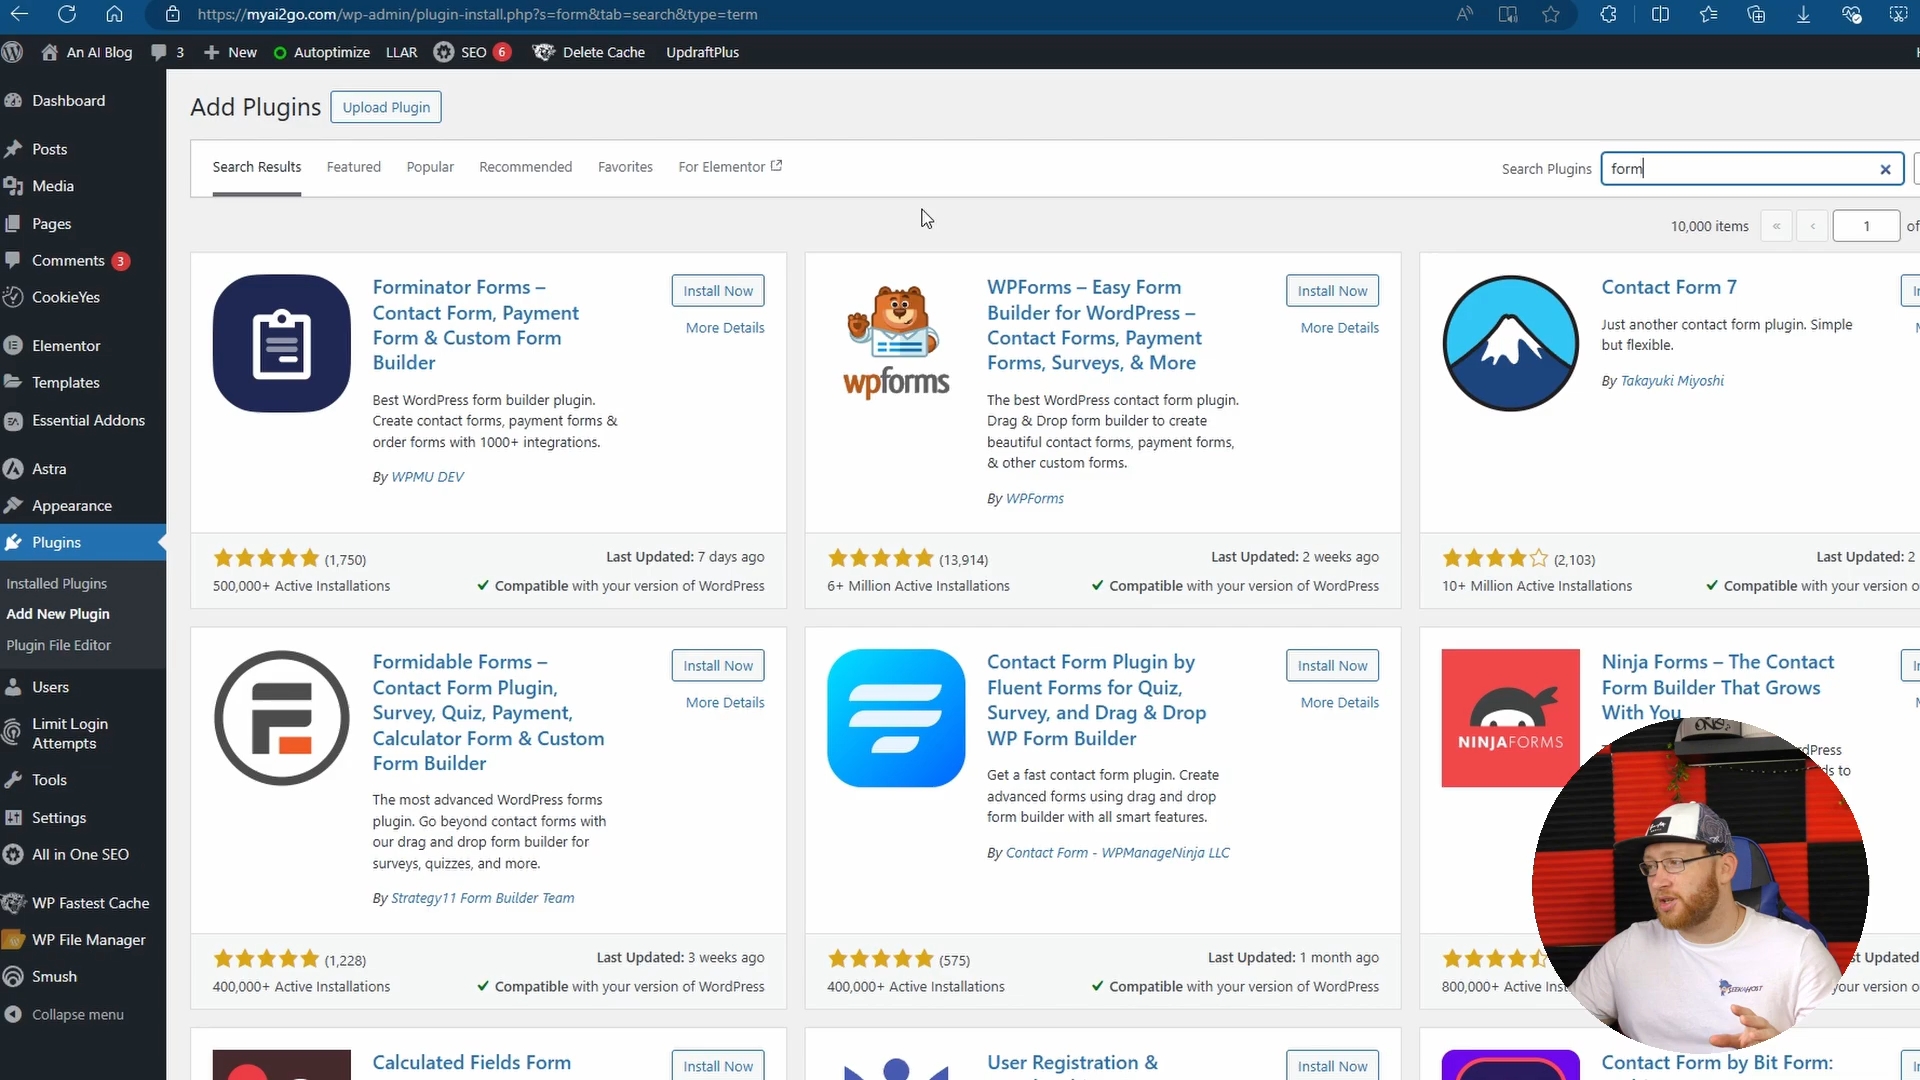 https://myai2go.com/wp-admin/plugin-install.php?s=form&tab=search&type=term
An AI Blog
3
New
Autoptimize
LLAR
SEO
6
Delete Cache
UpdraftPlus
Dashboard
Posts
Media
Pages
Comments 3
CookieYes
Elementor
Templates
Essential Addons
Astra
Appearance
Plugins
Installed Plugins
Add New Plugin
Plugin File Editor
Users
Limit Login
Attempts
Tools
Settings
All in One SEO
WP Fastest Cache
WP File Manager
Smush
Collapse menu
Add Plugins
Upload Plugin
Search Results
Featured
Popular
Recommended
Favorites
For Elementor
Search Plugins
form
10,000 items
«
‹
1
of
Forminator Forms –
Contact Form, Payment
Form & Custom Form
Builder
Install Now
More Details
Best WordPress form builder plugin.
Create contact forms, payment forms &
order forms with 1000+ integrations.
By WPMU DEV
(1,750)
Last Updated: 7 days ago
500,000+ Active Installations
Compatible with your version of WordPress
wpforms
WPForms – Easy Form
Builder for WordPress –
Contact Forms, Payment
Forms, Surveys, & More
Install Now
More Details
The best WordPress contact form plugin.
Drag & Drop form builder to create
beautiful contact forms, payment forms,
& other custom forms.
By WPForms
(13,914)
Last Updated: 2 weeks ago
6+ Million Active Installations
Compatible with your version of WordPress
Contact Form 7
Just another contact form plugin. Simple
but flexible.
By Takayuki Miyoshi
(2,103)
Last Updated: 2
10+ Million Active Installations
Compatible with your version o
Formidable Forms –
Contact Form Plugin,
Survey, Quiz, Payment,
Calculator Form & Custom
Form Builder
Install Now
More Details
The most advanced WordPress forms
plugin. Go beyond contact forms with
our drag and drop form builder for
surveys, quizzes, and more.
By Strategy11 Form Builder Team
(1,228)
Last Updated: 3 weeks ago
400,000+ Active Installations
Compatible with your version of WordPress
Contact Form Plugin by
Fluent Forms for Quiz,
Survey, and Drag & Drop
WP Form Builder
Install Now
More Details
Get a fast contact form plugin. Create
advanced forms using drag and drop
form builder with all smart features.
By Contact Form - WPManageNinja LLC
(575)
Last Updated: 1 month ago
400,000+ Active Installations
Compatible with your version of WordPress
NINJAFORMS
Ninja Forms – The Contact
Form Builder That Grows
With You
800,000+ Active
your version o
SEEKAHOST
Calculated Fields Form
Install Now
User Registration &
Install Now
Contact Form by Bit Form: